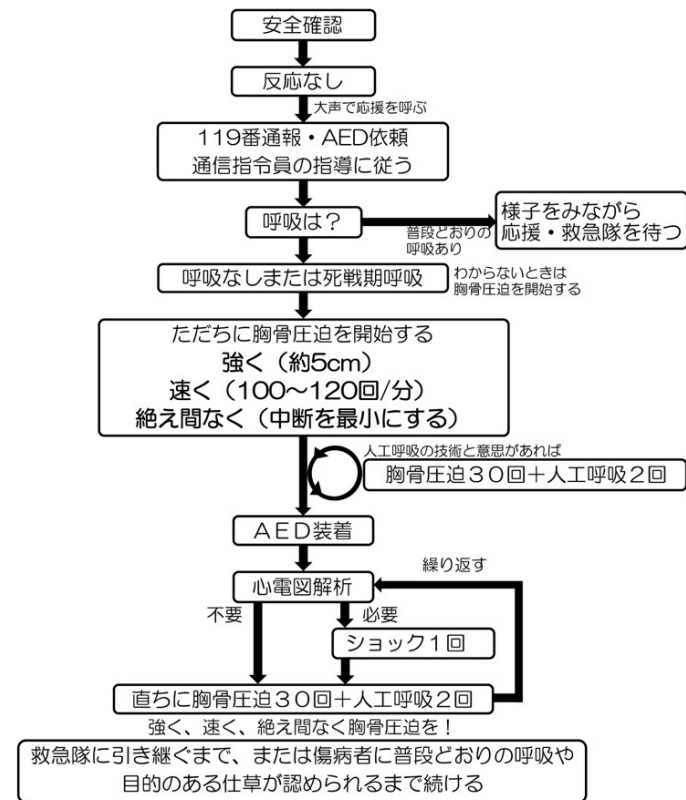 安全確認
反応なし
大声で応援を呼ぶ
119番通報・AED依頼
通信指令員の指導に従う
呼吸は？
普段どおりの
呼吸あり
様子をみながら
応援・救急隊を待つ
呼吸なしまたは死戦期呼吸
わからないときは
胸骨圧迫を開始する
ただちに胸骨圧迫を開始する
強く（約5cm）
速く（100～120回/分）
絶え間なく（中断を最小にする）
人工呼吸の技術と意思があれば
胸骨圧迫３０回＋人工呼吸２回
ＡＥＤ装着
心電図解析
繰り返す
不要
必要
ショック１回
直ちに胸骨圧迫３０回＋人工呼吸２回
強く、速く、絶え間なく胸骨圧迫を！
救急隊に引き継ぐまで、または傷病者に普段どおりの呼吸や
目的のある仕草が認められるまで続ける